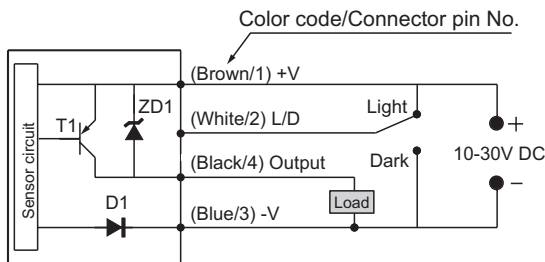 Color code/Connector pin No.
(Brown/1) +V
ZD1
(White/2) L/D
Light
T1
+
10-30V DC
(Black/4) Output
Dark
−
Sensor circuit
Load
D1
(Blue/3) -V